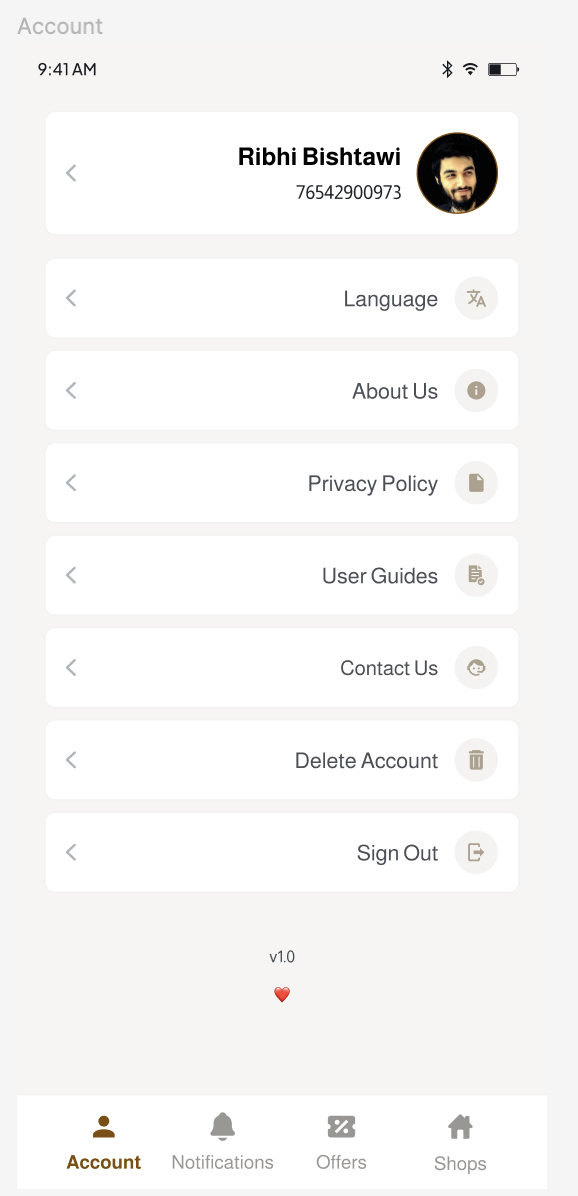 Account
9:41 AM
Ribhi Bishtawi
76542900973
Language
About Us
Privacy Policy
User Guides
Contact Us
Delete Account
Sign Out
v1.0
Account
Notifications
Offers
Shops